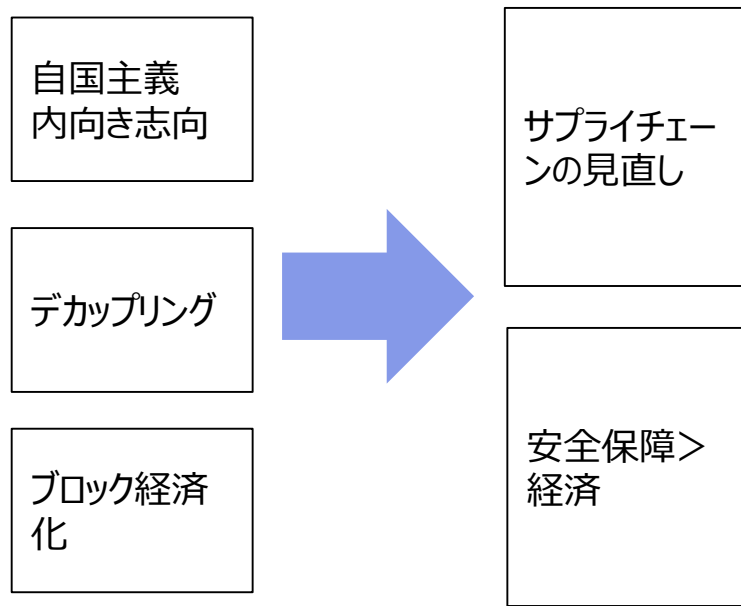 自国主義
内向き志向
デカップリング
ブロック経済
化
サプライチェー
ンの見直し
安全保障＞
経済